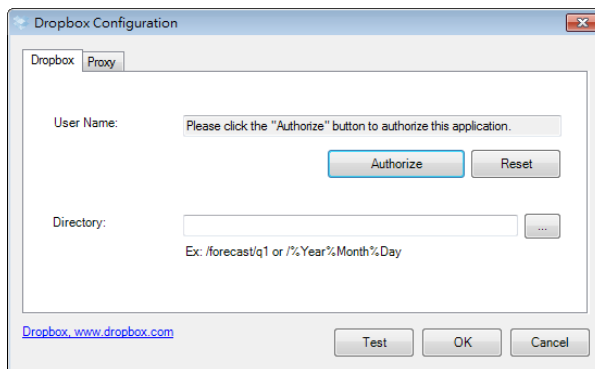 Dropbox Configuration
Dropbox Proxy
User Name: Please click the "Authorize" button to authorize this application.
Authorize Reset
Directory: ...
Ex: /forecast/q1 or /%Year%Month%Day
Dropbox, www.dropbox.com
Test OK Cancel